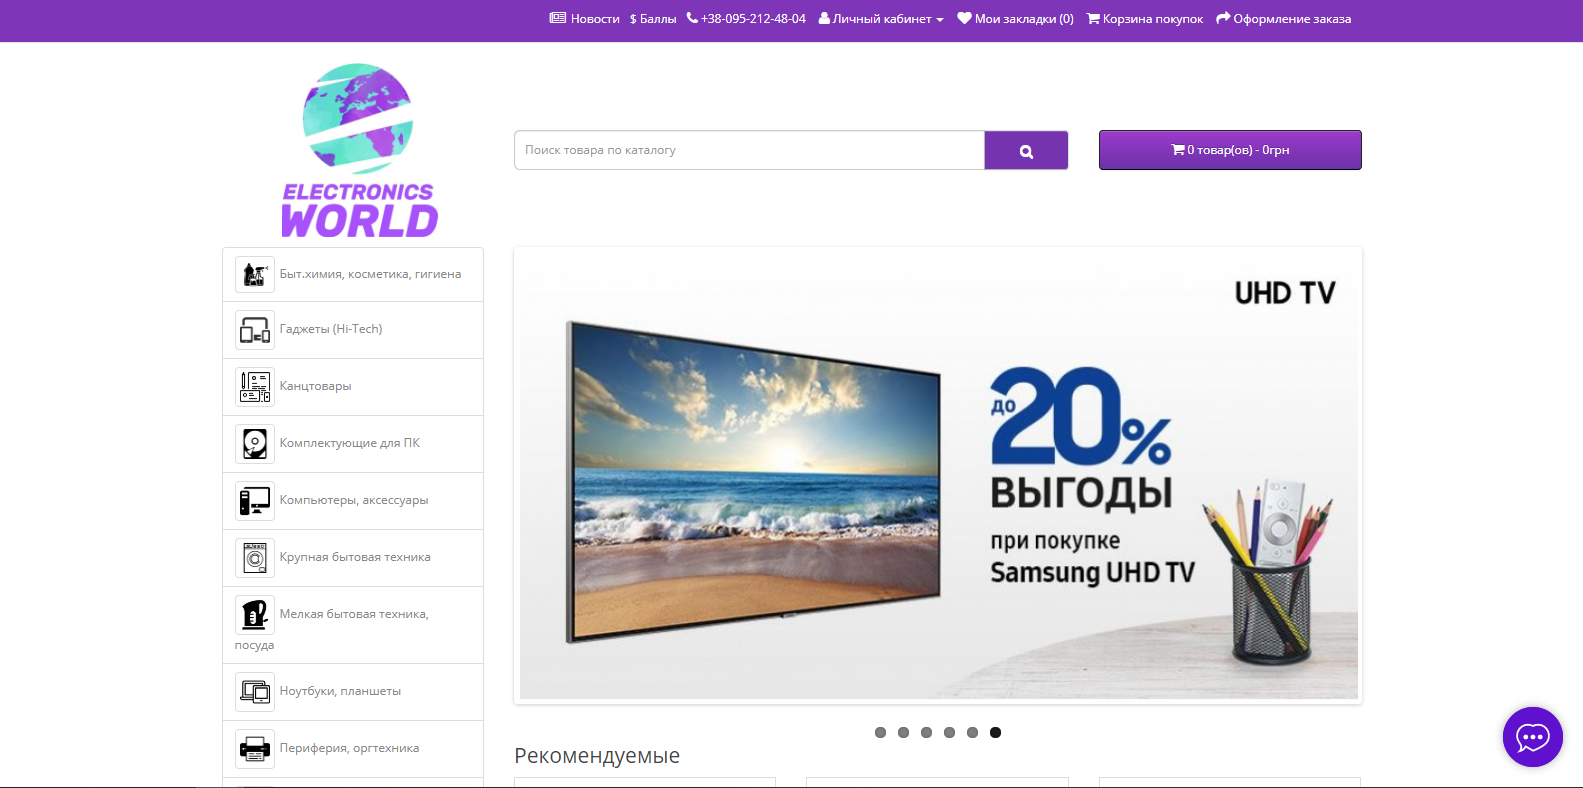 Новости $ Баллы +38-095-212-48-04 Личный кабинет Мои закладки (0) Корзина покупок Оформление заказа
ELECTRONICS
WORLD
Поиск товара по каталогу
0 товар(ов) - 0грн
Быт.химия, косметика, гигиена
Гаджеты (Hi-Tech)
Канцтовары
Комплектующие для ПК
Компьютеры, аксессуары
Крупная бытовая техника
Мелкая бытовая техника,
посуда
Ноутбуки, планшеты
Периферия, оргтехника
UHD TV
до 20%
ВЫГОДЫ
при покупке
Samsung UHD TV
Рекомендуемые